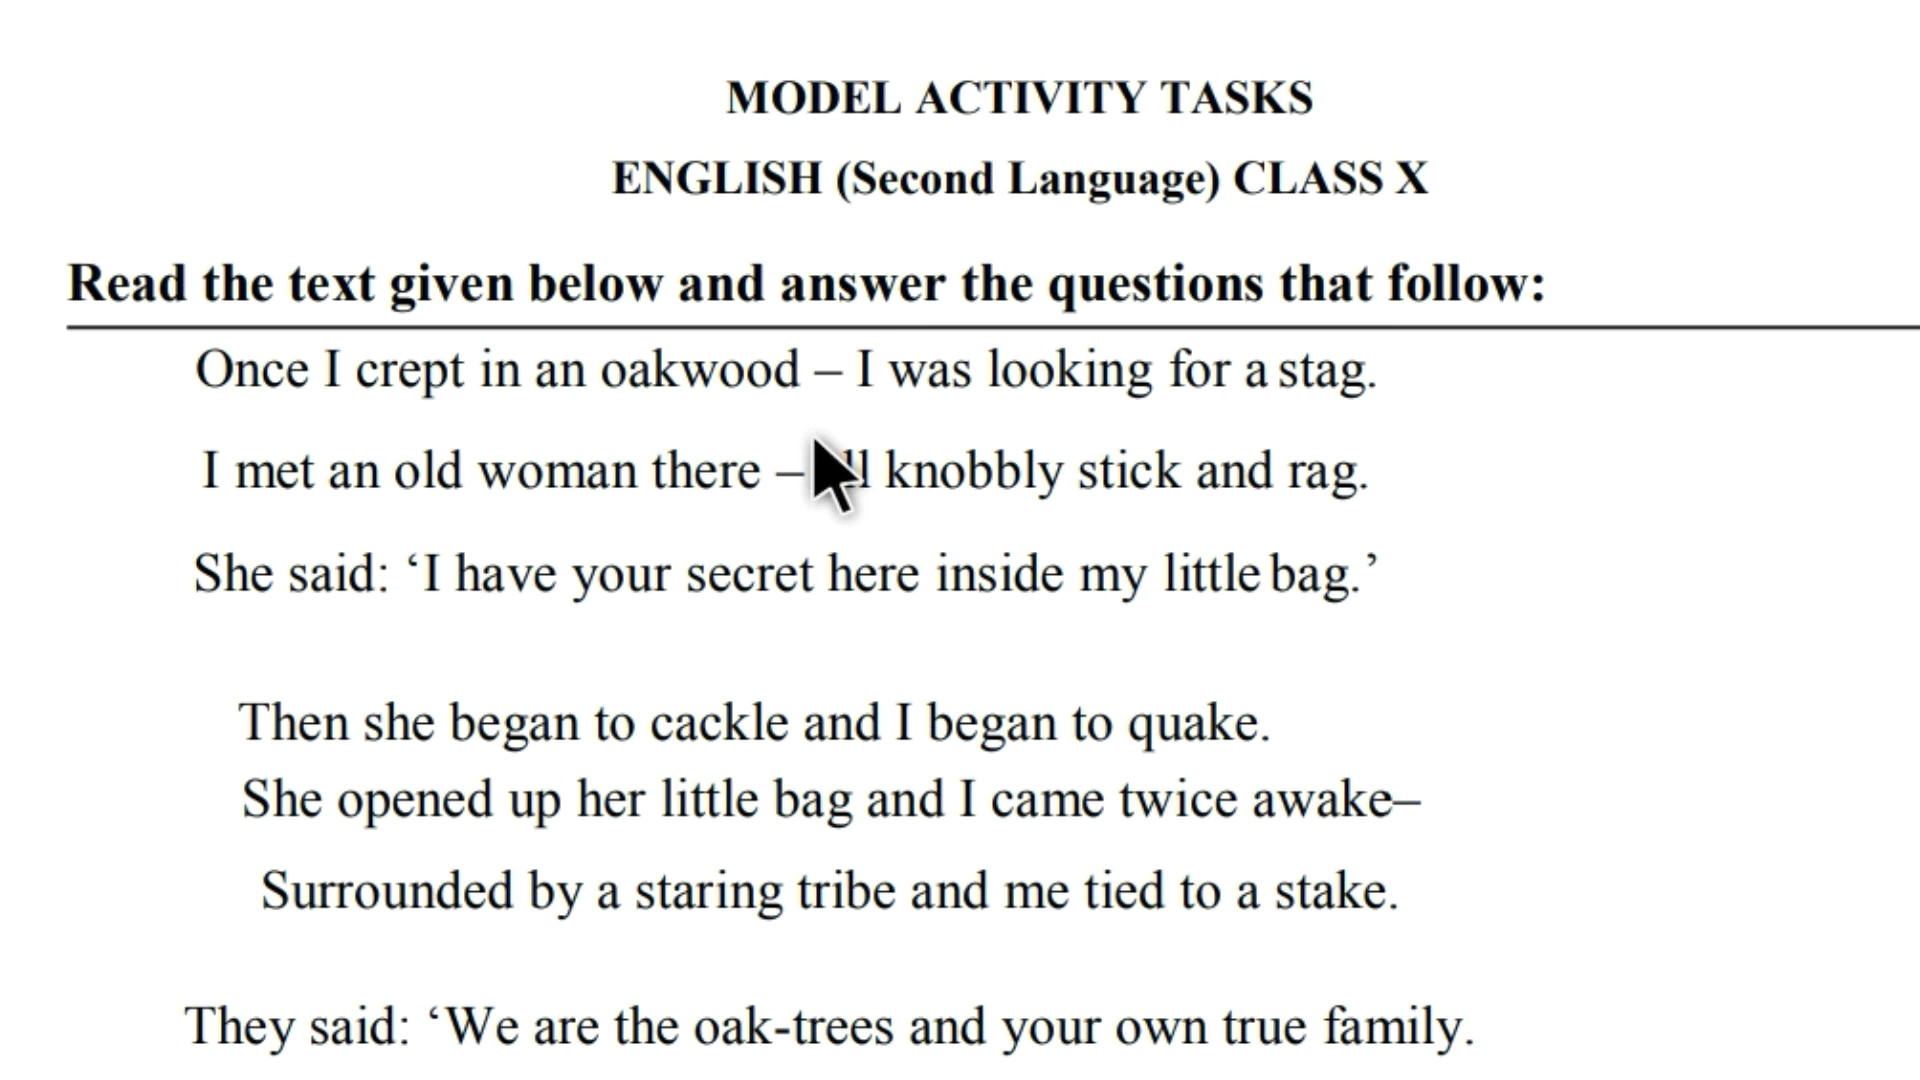 MODEL ACTIVITY TASKS
ENGLISH (Second Language) CLASS X
Read the text given below and answer the questions that follow:
Once I crept in an oakwood – I was looking for a stag.
I met an old woman there – knobbly stick and rag.
She said: ‘I have your secret here inside my little bag.’
Then she began to cackle and I began to quake.
She opened up her little bag and I came twice awake–
Surrounded by a staring tribe and me tied to a stake.
They said: ‘We are the oak-trees and your own true family.